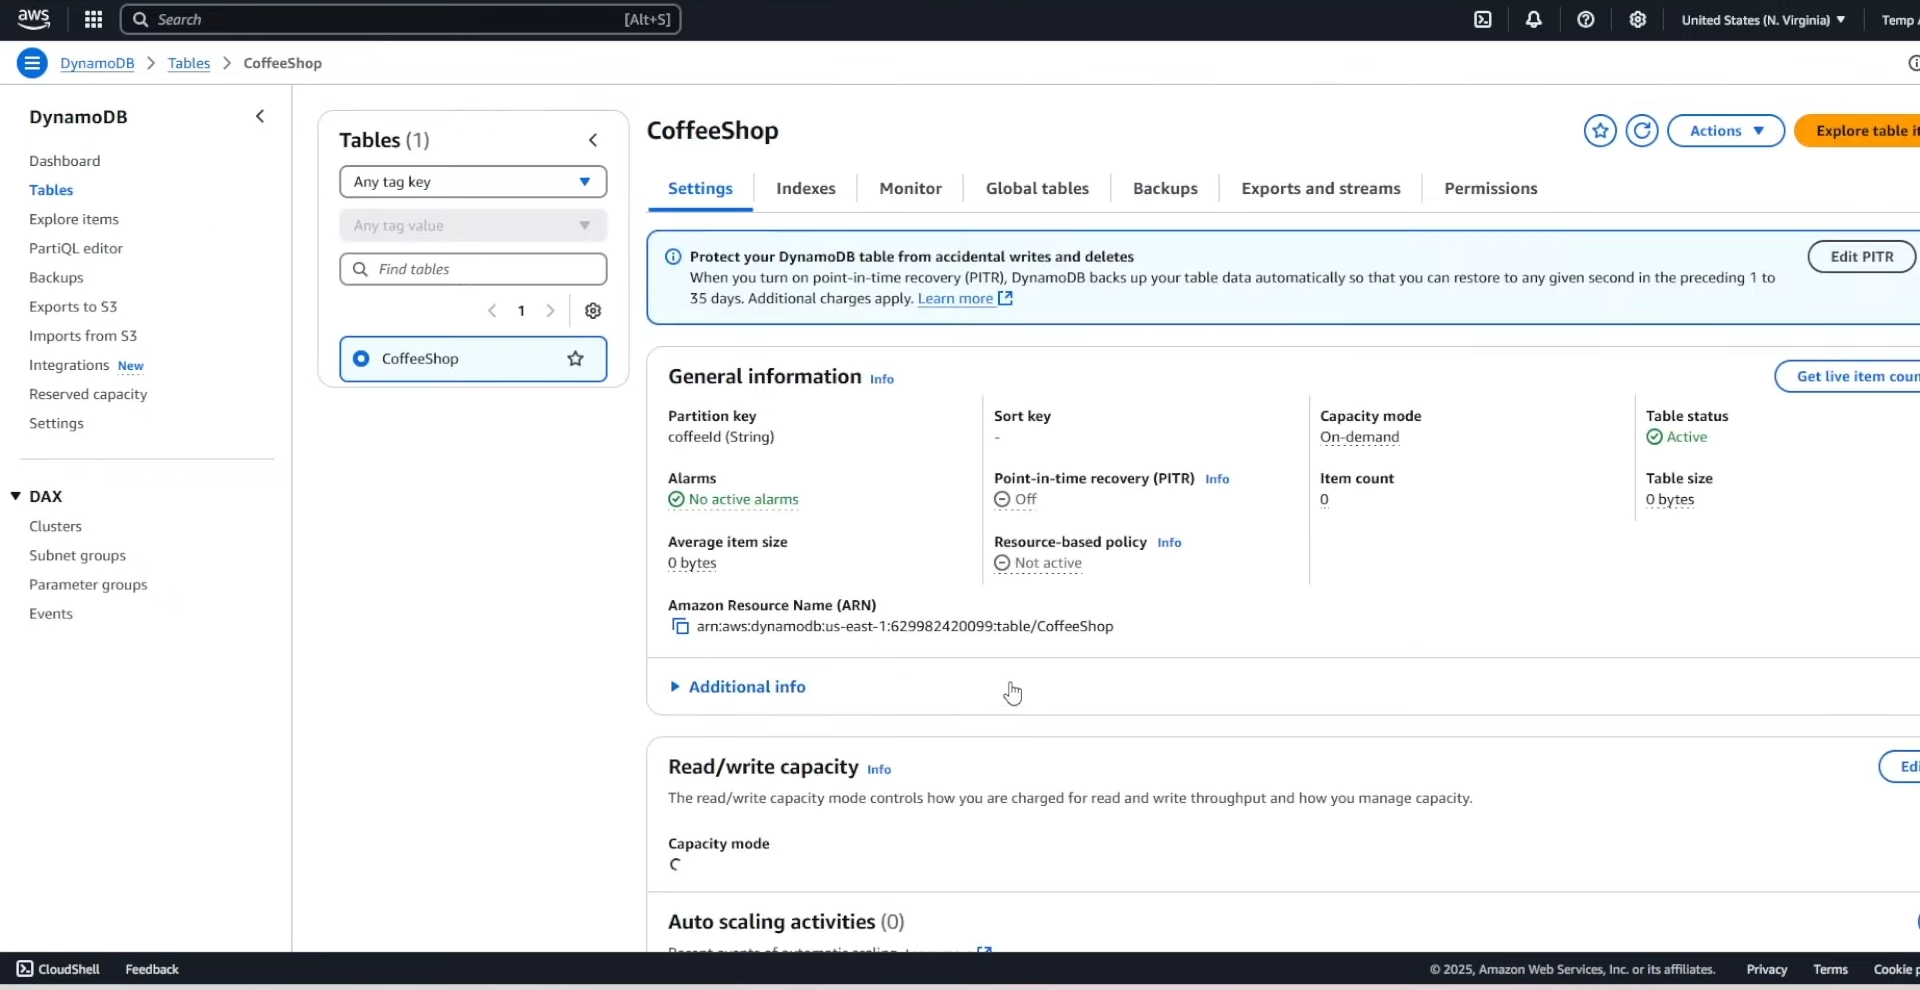 aws
Search
[Alt+S]
United States (N. Virginia)
Temp
DynamoDB
Tables
CoffeeShop
DynamoDB
Dashboard
Tables
Explore items
PartiQL editor
Backups
Exports to S3
Imports from S3
Integrations New
Reserved capacity
Settings
DAX
Clusters
Subnet groups
Parameter groups
Events
Tables (1)
Any tag key
Any tag value
Find tables
1
CoffeeShop
CoffeeShop
Actions
Explore table it
Settings
Indexes
Monitor
Global tables
Backups
Exports and streams
Permissions
Protect your DynamoDB table from accidental writes and deletes
When you turn on point-in-time recovery (PITR), DynamoDB backs up your table data automatically so that you can restore to any given second in the preceding 1 to
35 days. Additional charges apply. Learn more
Edit PITR
General information Info
Get live item coun
Partition key
coffeeId (String)
Sort key
-
Capacity mode
On-demand
Table status
Active
Alarms
No active alarms
Point-in-time recovery (PITR) Info
Off
Item count
0
Table size
0 bytes
Average item size
0 bytes
Resource-based policy Info
Not active
Amazon Resource Name (ARN)
arn:aws:dynamodb:us-east-1:629982420099:table/CoffeeShop
Additional info
Read/write capacity Info
Edi
The read/write capacity mode controls how you are charged for read and write throughput and how you manage capacity.
Capacity mode
Auto scaling activities (0)
Recent events of automatic scaling.
CloudShell
Feedback
© 2025, Amazon Web Services, Inc. or its affiliates.
Privacy
Terms
Cookie p